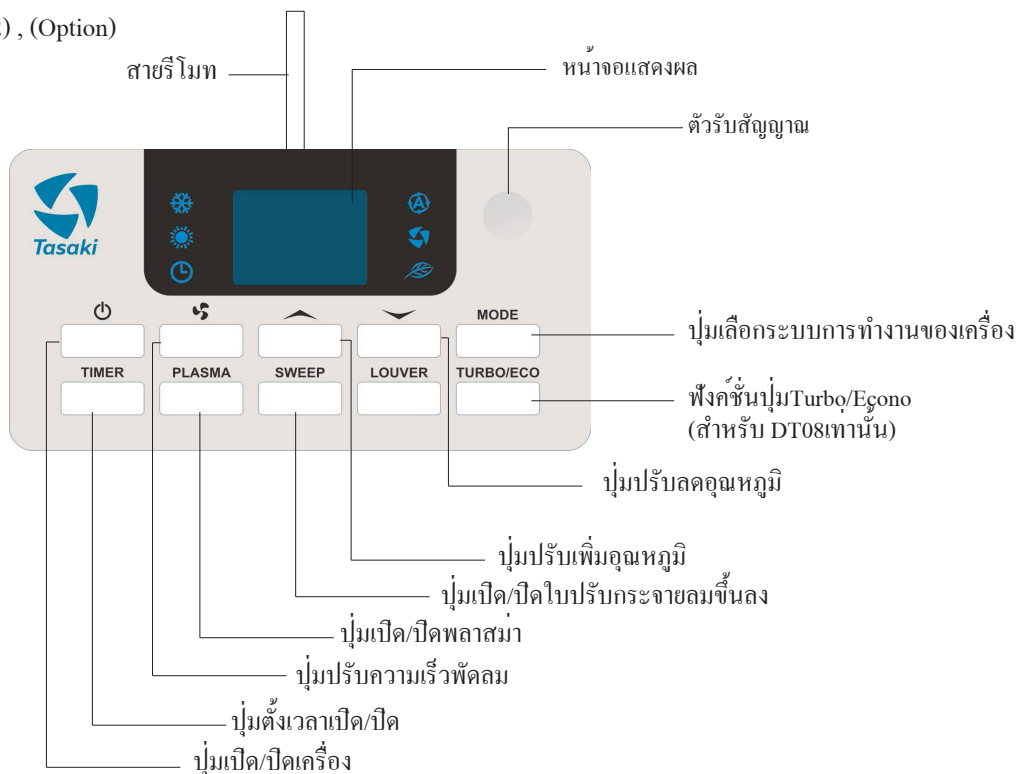 ) , (Option)
สายรีโมท
หน้าจอแสดงผล
ตัวรับสัญญาณ
Tasaki
MODE
ปุ่มเลือกระบบการทำงานของเครื่อง
TIMER PLASMA SWEEP LOUVER TURBO/ECO
ฟังค์ชั่นปุ่มTurbo/Econo
(สำหรับ DT08เท่านั้น)
ปุ่มปรับลดอุณหภูมิ
ปุ่มปรับเพิ่มอุณหภูมิ
ปุ่มเปิด/ปิดใบปรับกระจายลมขึ้นลง
ปุ่มเปิด/ปิดพลาสม่า
ปุ่มปรับความเร็วพัดลม
ปุ่มตั้งเวลาเปิด/ปิด
ปุ่มเปิด/ปิดเครื่อง